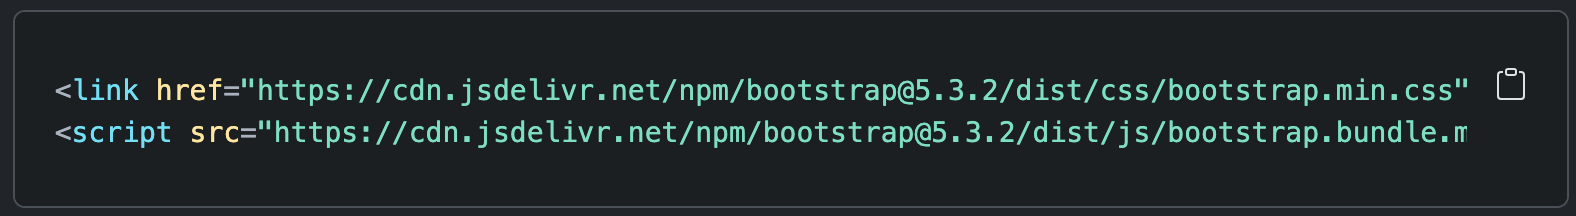 <link href="https://cdn.jsdelivr.net/npm/bootstrap@5.3.2/dist/css/bootstrap.min.css"
<script src="https://cdn.jsdelivr.net/npm/bootstrap@5.3.2/dist/js/bootstrap.bundle.m